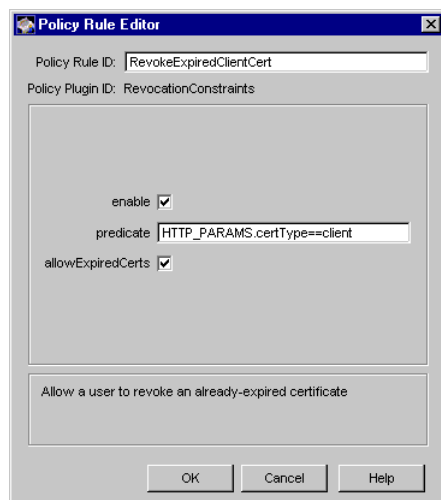 Policy Rule Editor
Policy Rule ID: RevokeExpiredClientCert
Policy Plugin ID: RevocationConstraints
enable
predicate HTTP_PARAMS.certType==client
allowExpiredCerts
Allow a user to revoke an already-expired certificate
OK Cancel Help